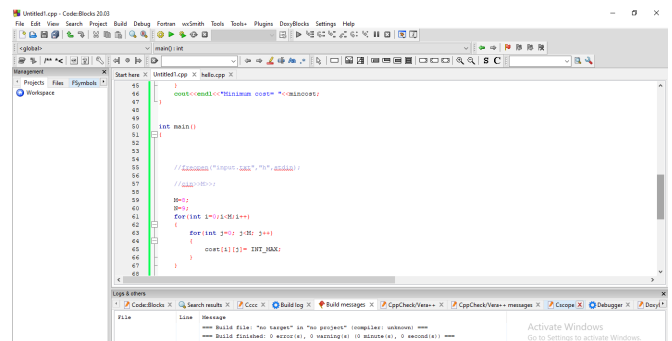 Untitled1.cpp - Code::Blocks 20.03
File Edit View Search Project Build Debug Fortran wxSmith Tools Tools+ Plugins DoxyBlocks Settings Help
<global> main() : int
/** *< S C
Management
Projects Files FSymbols
Workspace
Start here Untitled1.cpp hello.cpp
45 }
46 cout<<endl<<"Minimum cost= "<<mincost;
47 }
48
49
50 int main()
51 {
52
53
54
55 //freopen("input.txt","h",stdin);
56
57 //cin>>M>>;
58
59 M=8;
60 N=9;
61 for(int i=0;i<M;i++)
62 {
63 for(int j=0; j<M; j++)
64 {
65 cost[i][j]= INT_MAX;
66 }
67 }
68
Logs & others
Code::Blocks Search results Cccc Build log Build messages CppCheck/Vera++ CppCheck/Vera++ messages Cscope Debugger DoxyI
File Line Message
=== Build file: "no target" in "no project" (compiler: unknown) ===
=== Build finished: 0 error(s), 0 warning(s) (0 minute(s), 0 second(s)) ===
Activate Windows
Go to Settings to activate Windows.